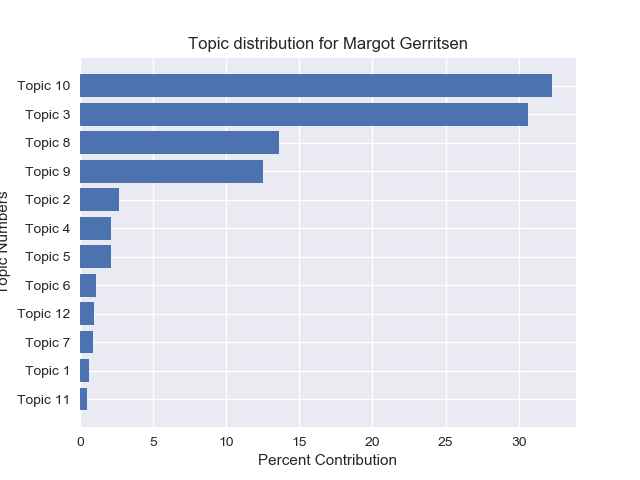 Topic distribution for Margot Gerritsen
Topic 10
Topic 3
Topic 8
Topic 9
Topic 2
Topic 4
Topic 5
Topic 6
Topic 12
Topic 7
Topic 1
Topic 11
Topic Numbers
0 5 10 15 20 25 30
Percent Contribution